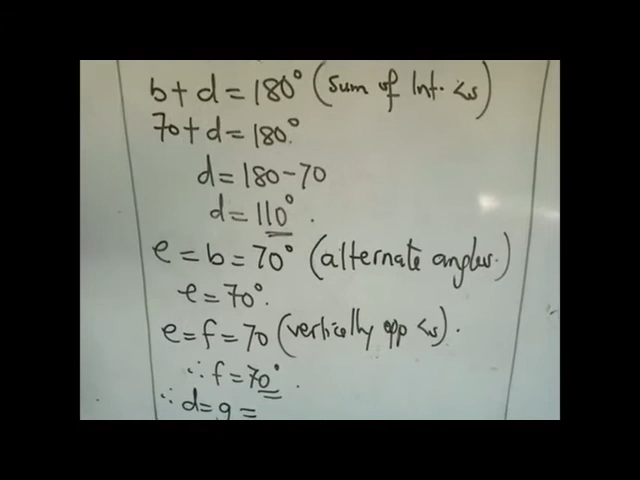 b + d = 180° (Sum of Int. <s)
70 + d = 180°.
d = 180 - 70
d = 110°.
e = b = 70° (alternate angles.)
e = 70°.
e = f = 70 (vertically opp <s).
∴ f = 70°.
∴ d = g =